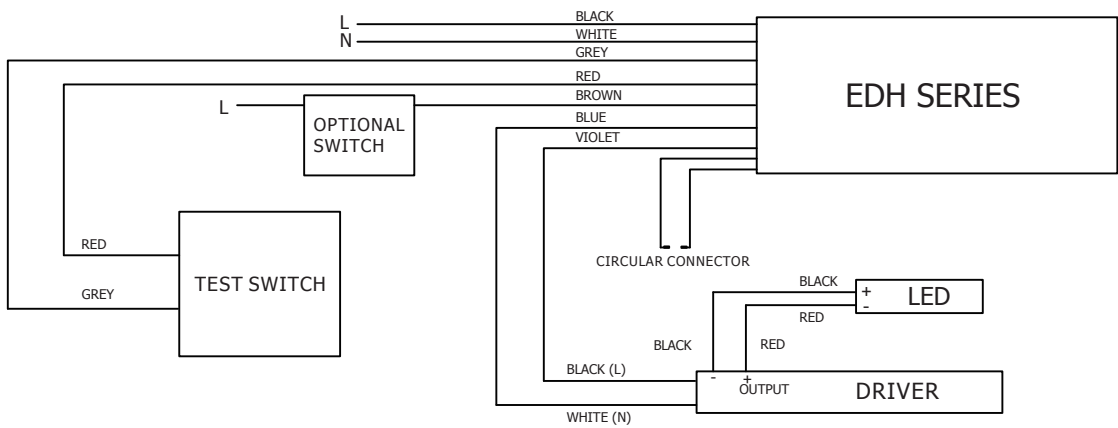 L
BLACK
N
WHITE
GREY
RED
L
BROWN
OPTIONAL
SWITCH
BLUE
VIOLET
EDH SERIES
RED
TEST SWITCH
GREY
CIRCULAR CONNECTOR
BLACK
+
-
LED
RED
BLACK
RED
BLACK (L)
-
+
OUTPUT
DRIVER
WHITE (N)